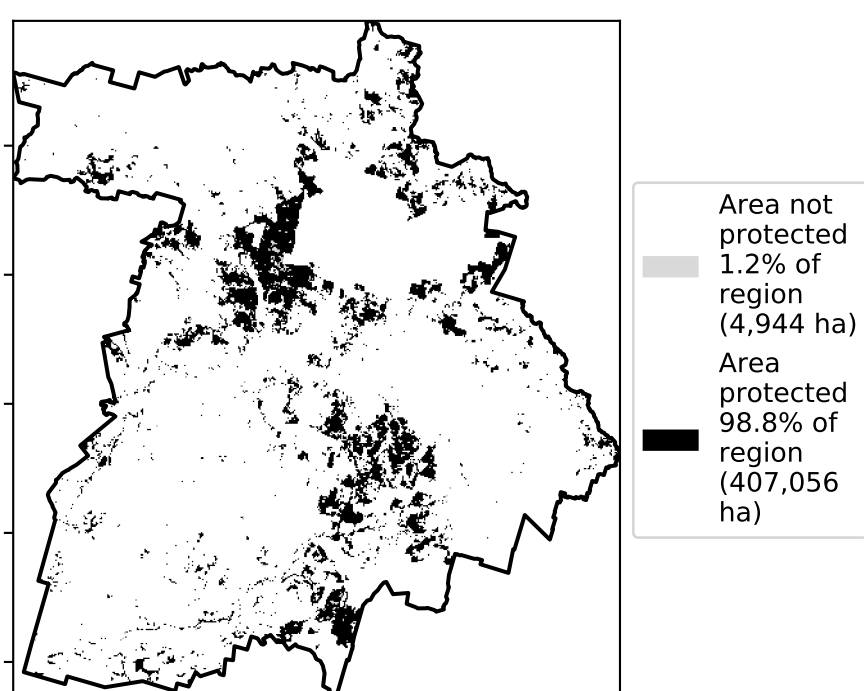 Area not
protected
1.2% of
region
(4,944 ha)
Area
protected
98.8% of
region
(407,056
ha)